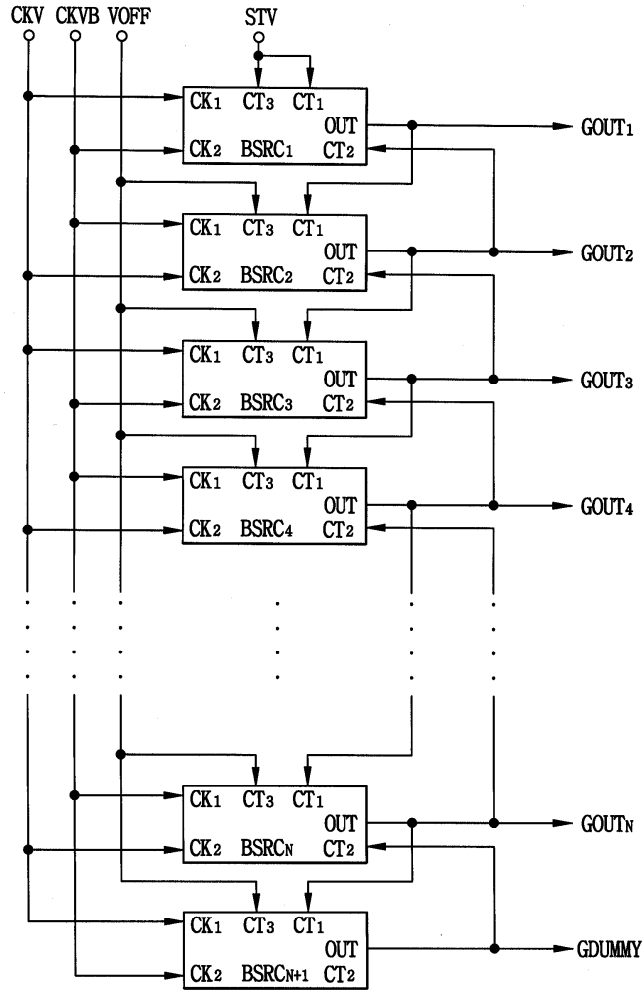 CKV CKVB VOFF STV
CK1 CT3 CT1
OUT GOUT1
CK2 BSRC1 CT2
CK1 CT3 CT1
OUT GOUT2
CK2 BSRC2 CT2
CK1 CT3 CT1
OUT GOUT3
CK2 BSRC3 CT2
CK1 CT3 CT1
OUT GOUT4
CK2 BSRC4 CT2
CK1 CT3 CT1
OUT GOUTN
CK2 BSRCN CT2
CK1 CT3 CT1
OUT GDUMMY
CK2 BSRCN+1 CT2